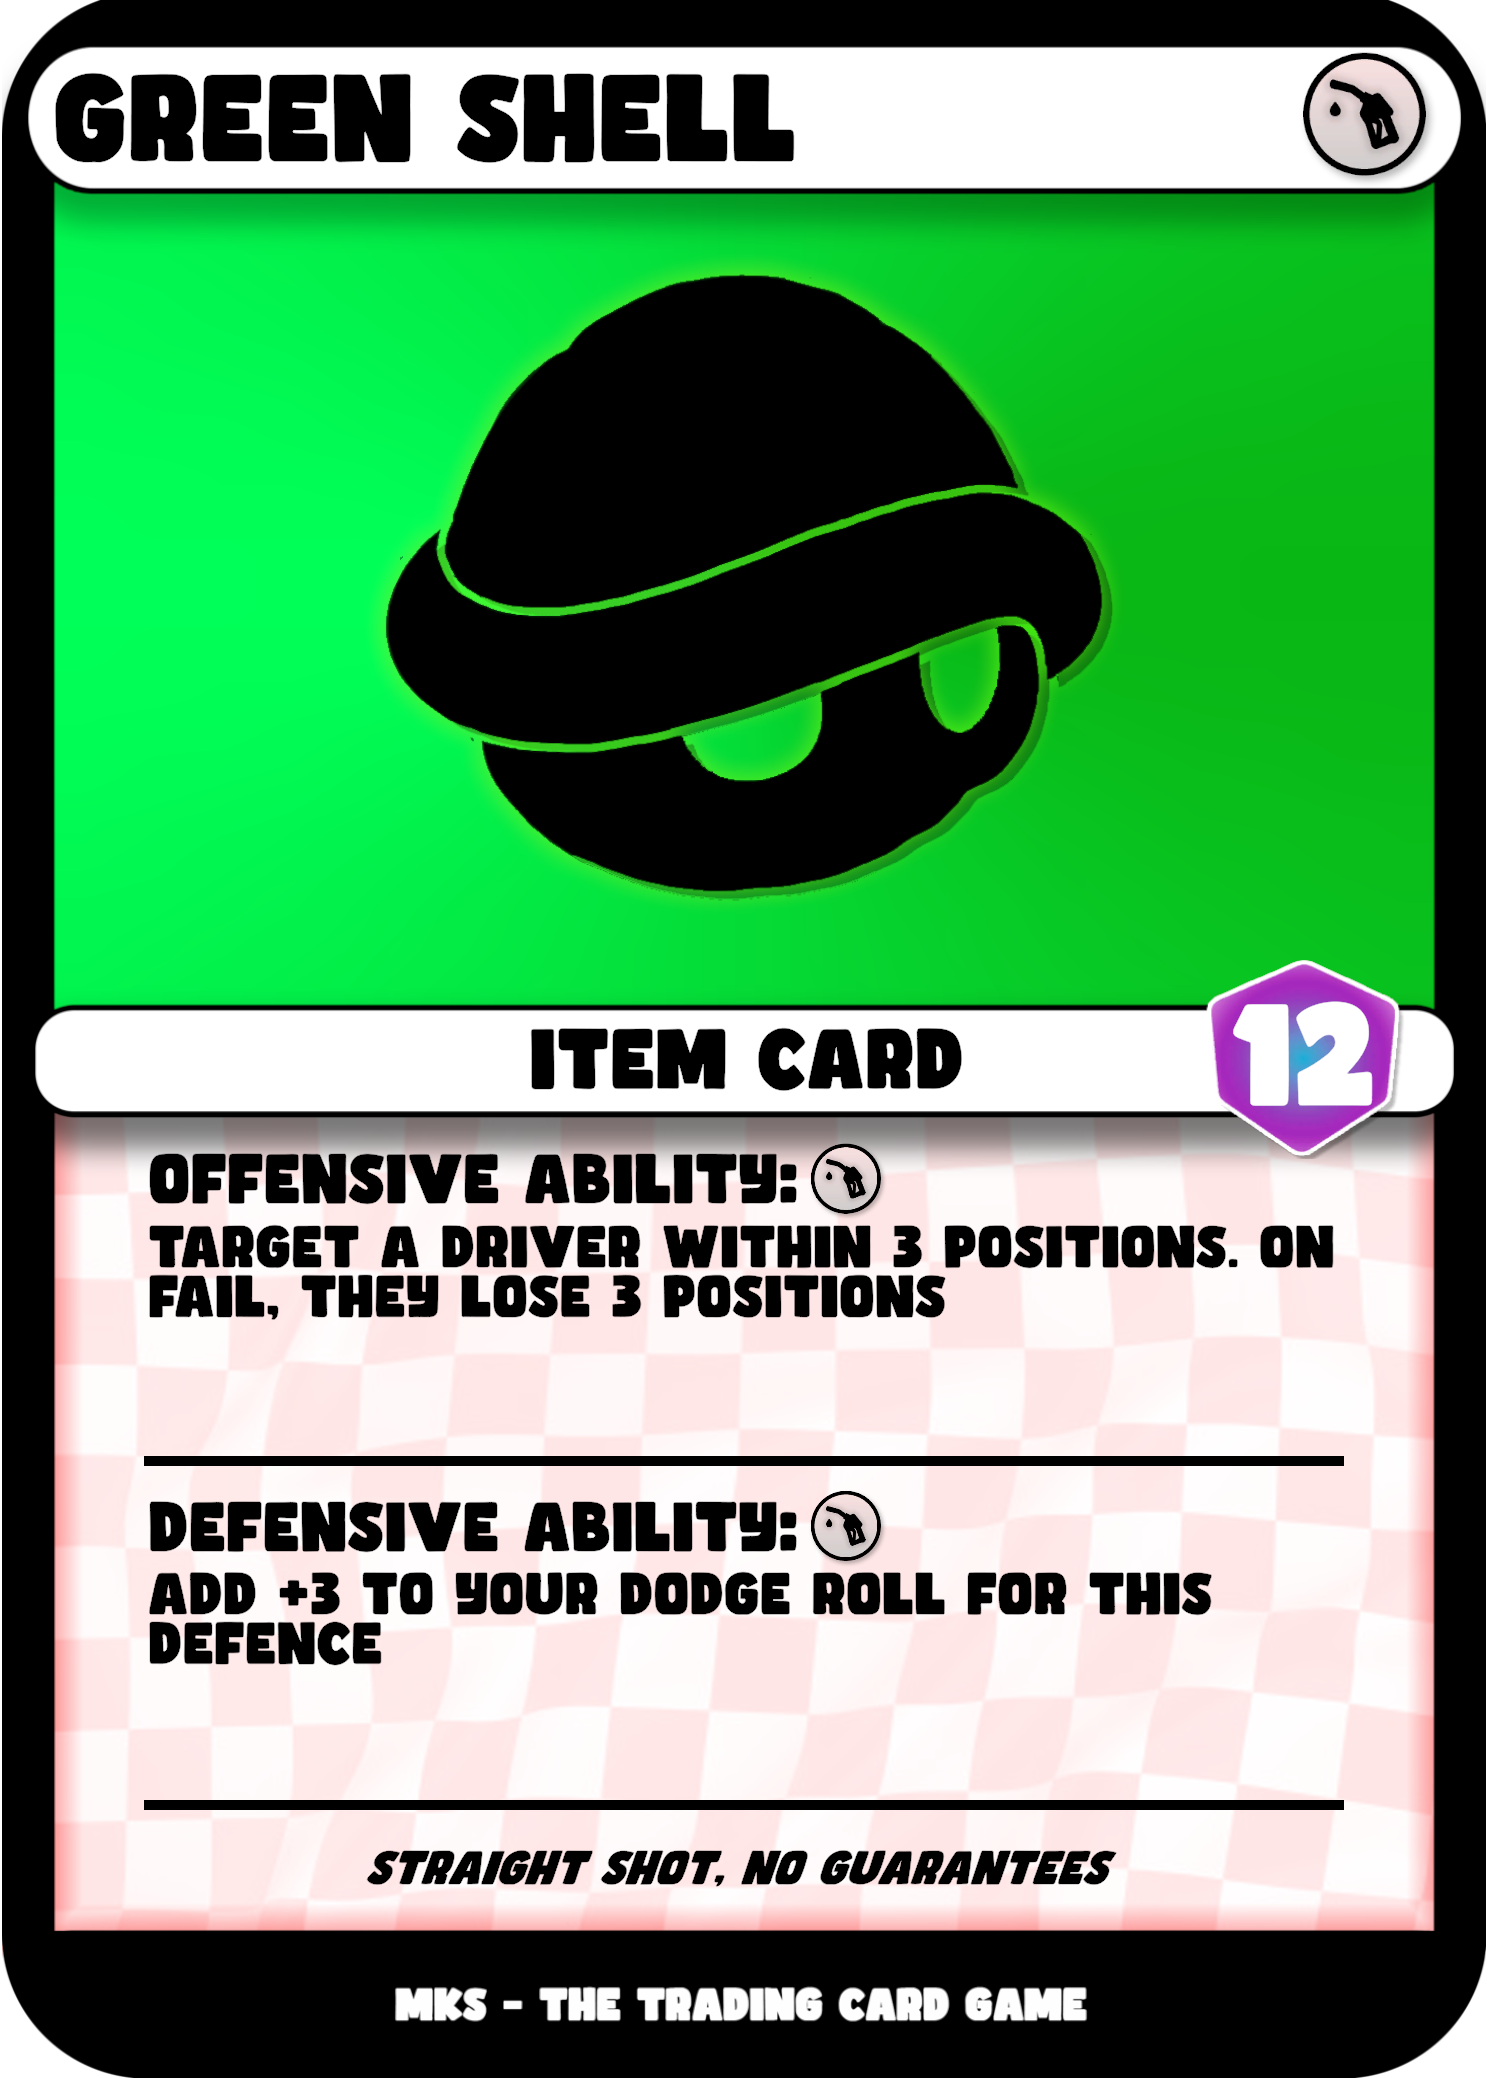 GREEN SHELL
ITEM CARD
12
OFFENSIVE ABILITY:
TARGET A DRIVER WITHIN 3 POSITIONS. ON
FAIL, THEY LOSE 3 POSITIONS
DEFENSIVE ABILITY:
ADD +3 TO YOUR DODGE ROLL FOR THIS
DEFENCE
STRAIGHT SHOT, NO GUARANTEES
MKS - THE TRADING CARD GAME